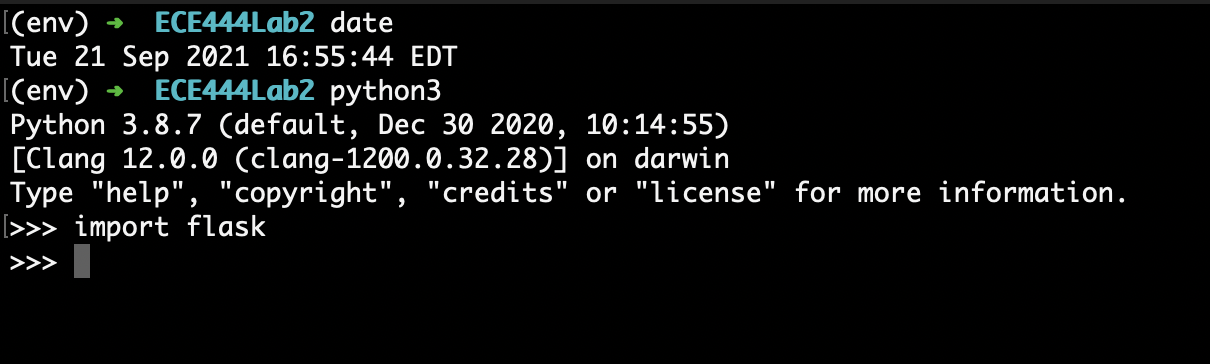 (env) ➜  ECE444Lab2 date
Tue 21 Sep 2021 16:55:44 EDT
(env) ➜  ECE444Lab2 python3
Python 3.8.7 (default, Dec 30 2020, 10:14:55)
[Clang 12.0.0 (clang-1200.0.32.28)] on darwin
Type "help", "copyright", "credits" or "license" for more information.
>>> import flask
>>>